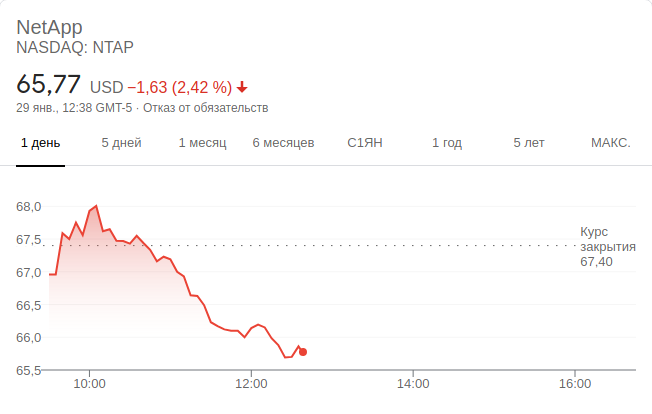 NetApp
NASDAQ: NTAP
65,77 USD −1,63 (2,42 %)
29 янв., 12:38 GMT-5 · Отказ от обязательств
1 день 5 дней 1 месяц 6 месяцев С1ЯН 1 год 5 лет МАКС.
68,0
Курс
67,5
закрытия
67,40
67,0
66,5
66,0
65,5
10:00 12:00 14:00 16:00